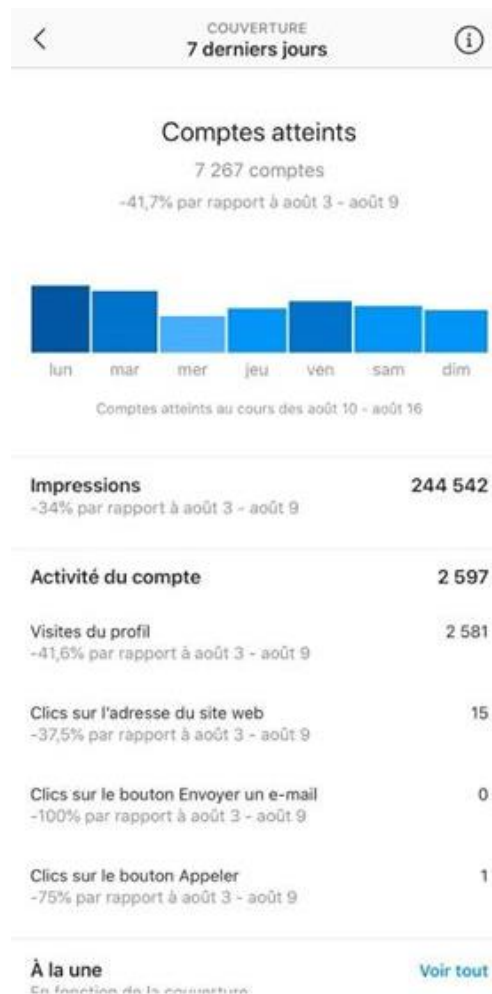 COUVERTURE
7 derniers jours
Comptes atteints
7 267 comptes
-41,7% par rapport à août 3 - août 9
lun mar mer jeu ven sam dim
Comptes atteints au cours des août 10 - août 16
Impressions 244 542
-34% par rapport à août 3 - août 9
Activité du compte 2 597
Visites du profil 2 581
-41,6% par rapport à août 3 - août 9
Clics sur l'adresse du site web 15
-37,5% par rapport à août 3 - août 9
Clics sur le bouton Envoyer un e-mail 0
-100% par rapport à août 3 - août 9
Clics sur le bouton Appeler 1
-75% par rapport à août 3 - août 9
À la une Voir tout
En fonction de la couverture